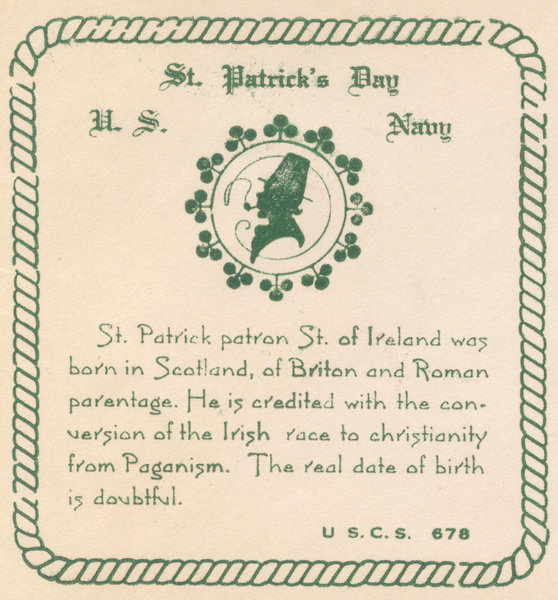 St. Patrick's Day
U. S. Navy
St. Patrick patron St. of Ireland was
born in Scotland, of Briton and Roman
parentage. He is credited with the con-
version of the Irish race to christianity
from Paganism. The real date of birth
is doubtful.
U S. C. S. 678